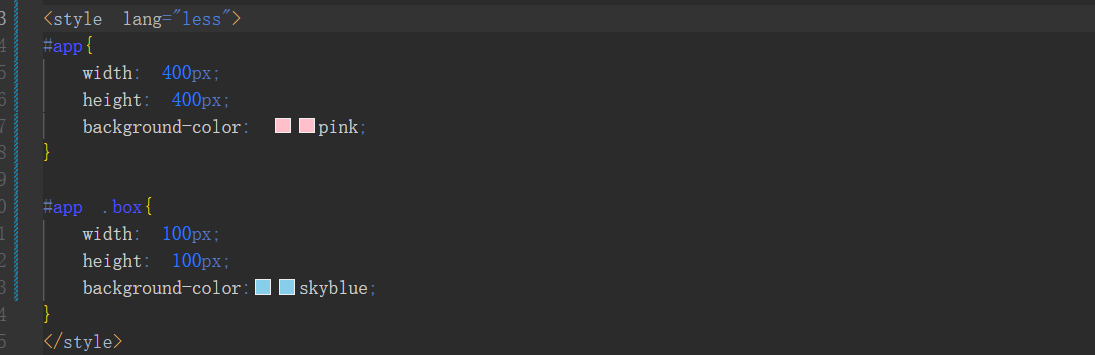 3 <style lang="less">
4 #app{
5 width: 400px;
6 height: 400px;
7 background-color: pink;
8 }
9
0 #app .box{
1 width: 100px;
2 height: 100px;
3 background-color: skyblue;
4 }
5 </style>